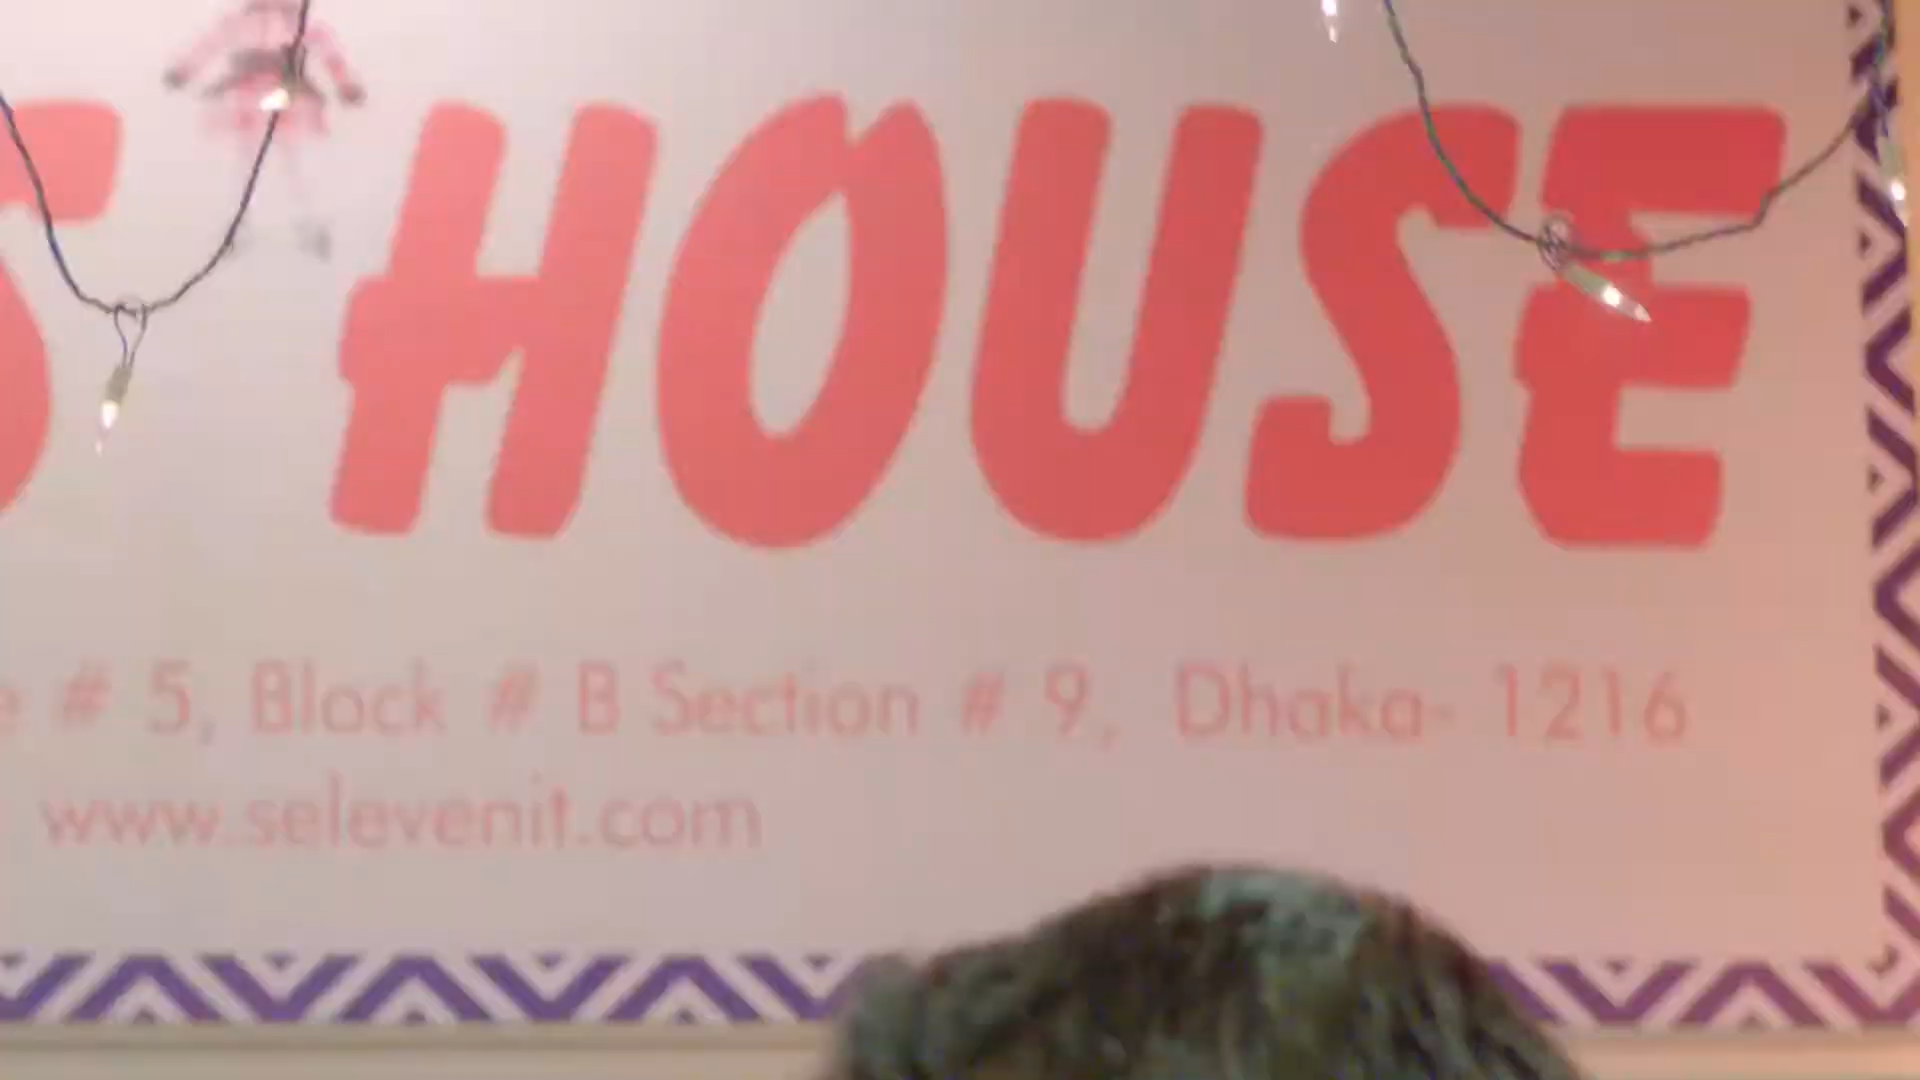 S HOUSE
# 5, Block # B Section # 9, Dhaka- 1216
www.selevenit.com